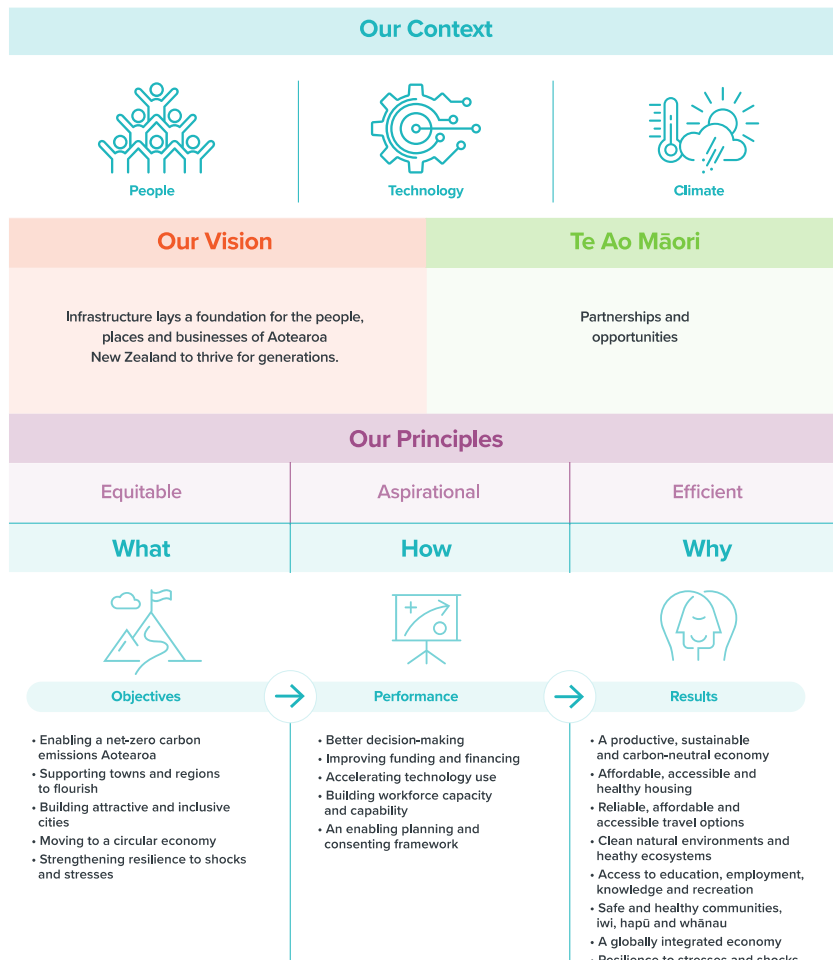 Our Context
People
Technology
Climate
Our Vision
Te Ao Māori
Infrastructure lays a foundation for the people,
places and businesses of Aotearoa
New Zealand to thrive for generations.
Partnerships and
opportunities
Our Principles
Equitable
Aspirational
Efficient
What
How
Why
Objectives
Performance
Results
• Enabling a net-zero carbon
emissions Aotearoa
• Supporting towns and regions
to flourish
• Building attractive and inclusive
cities
• Moving to a circular economy
• Strengthening resilience to shocks
and stresses
• Better decision-making
• Improving funding and financing
• Accelerating technology use
• Building workforce capacity
and capability
• An enabling planning and
consenting framework
• A productive, sustainable
and carbon-neutral economy
• Affordable, accessible and
healthy housing
• Reliable, affordable and
accessible travel options
• Clean natural environments and
heathy ecosystems
• Access to education, employment,
knowledge and recreation
• Safe and healthy communities,
iwi, hapū and whānau
• A globally integrated economy
• Resilience to stresses and shocks